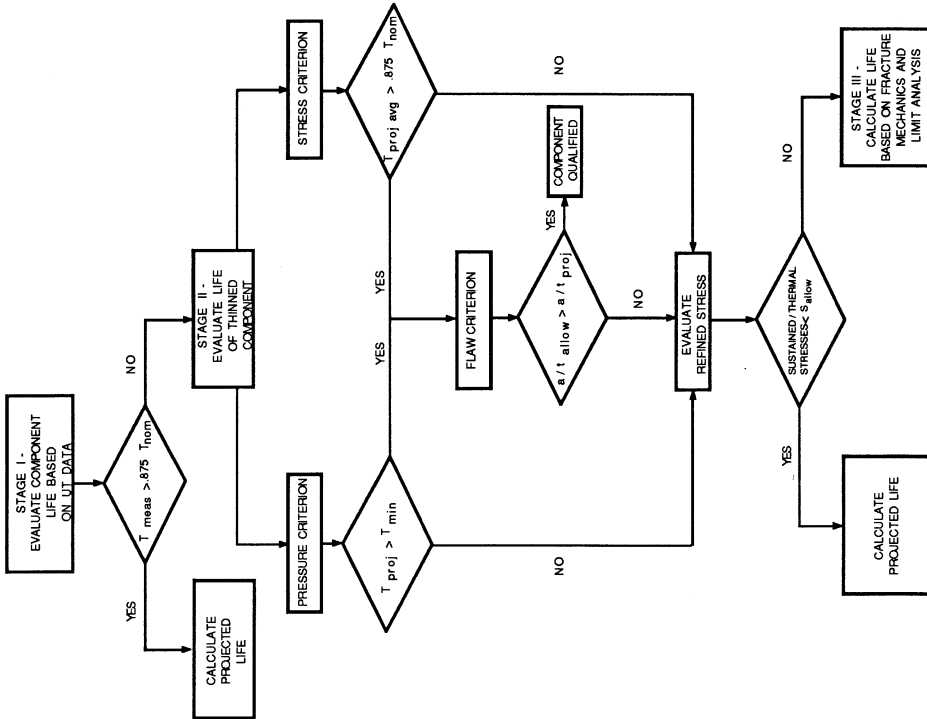 STAGE I -
EVALUATE COMPONENT
LIFE BASED
ON UT DATA
T meas >.875 Tnom
YES
NO
CALCULATE
PROJECTED
LIFE
STAGE II -
EVALUATE LIFE
OF THINNED
COMPONENT
PRESSURE CRITERION
STRESS CRITERION
T proj > T min
T proj avg > .875 Tnom
YES
YES
NO
NO
FLAW CRITERION
a/t allow > a/t proj
YES
COMPONENT
QUALIFIED
NO
EVALUATE
REFINED STRESS
SUSTAINED/THERMAL
STRESSES< Sallow
YES
NO
CALCULATE
PROJECTED LIFE
STAGE III -
CALCULATE LIFE
BASED ON FRACTURE
MECHANICS AND
LIMIT ANALYSIS